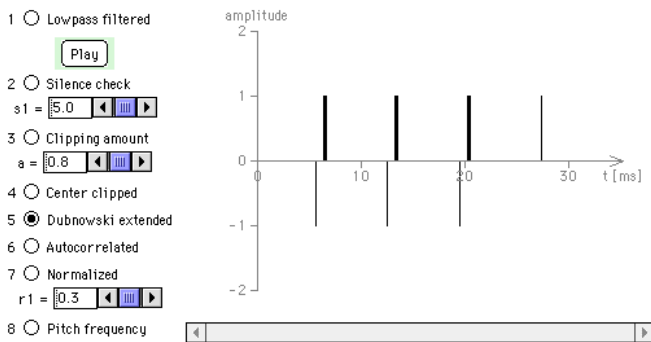 1 Lowpass filtered
Play
2 Silence check
s1 = 5.0
3 Clipping amount
a = 0.8
4 Center clipped
5 Dubnowski extended
6 Autocorrelated
7 Normalized
r1 = 0.3
8 Pitch frequency
amplitude
2
1
0
-1
-2
0 10 20 30 t [ms]